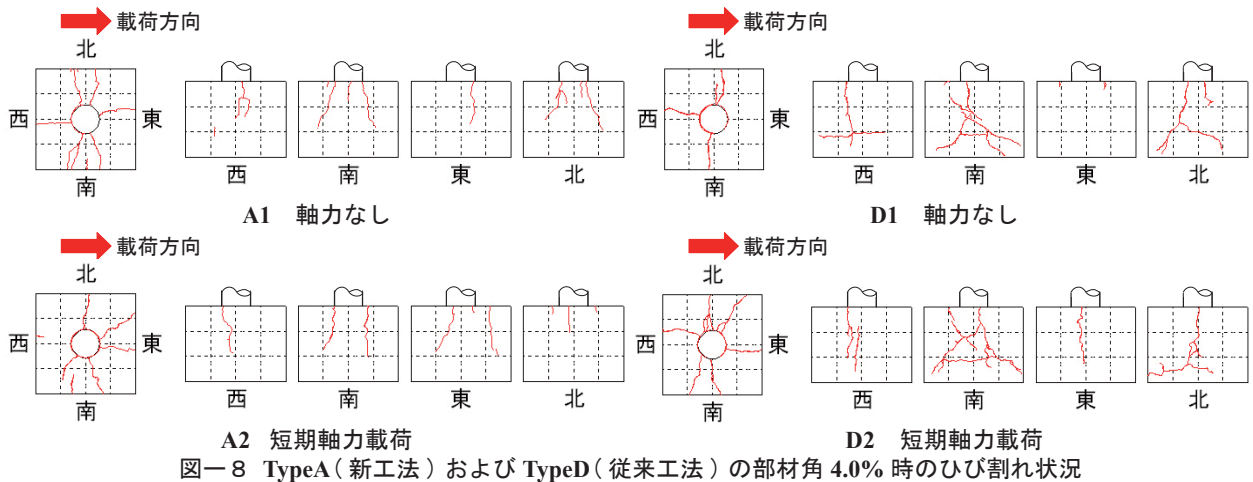 載荷方向
北
西
東
南
西
南
東
北
A1 軸力なし
載荷方向
北
西
東
南
西
南
東
北
D1 軸力なし
載荷方向
北
西
東
南
西
南
東
北
A2 短期軸力載荷
載荷方向
北
西
東
南
西
南
東
北
D2 短期軸力載荷
図ー８ TypeA（新工法）および TypeD（従来工法）の部材角 4.0% 時のひび割れ状況